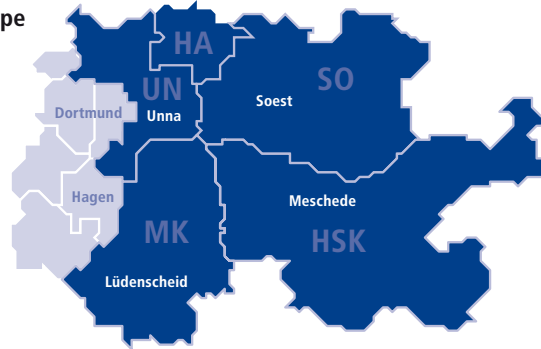 pe
HA
UN
SO
Soest
Dortmund
Unna
Hagen
Meschede
MK
HSK
Lüdenscheid